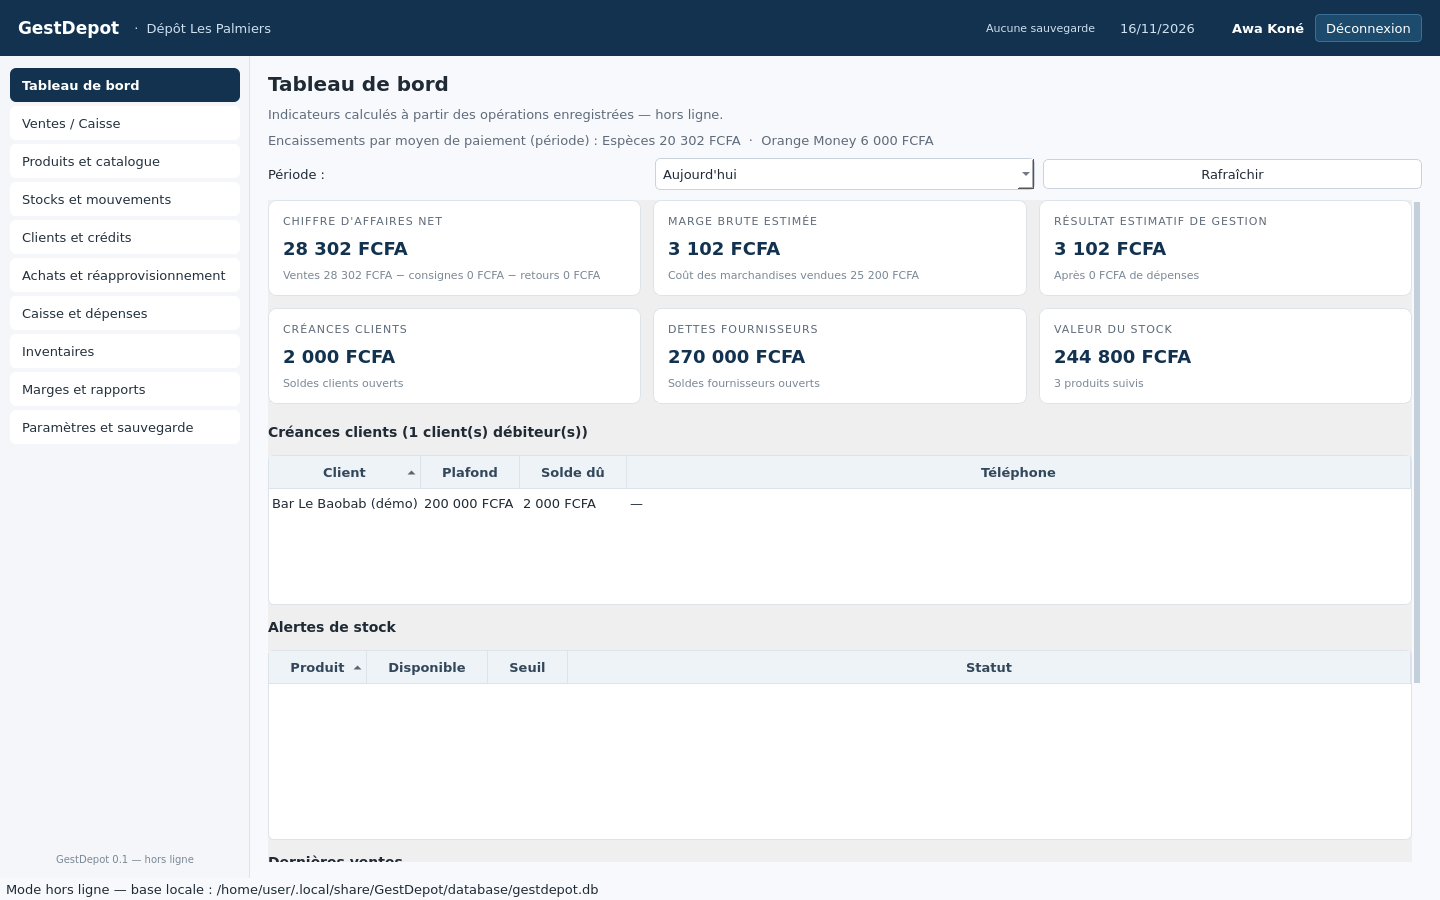 GestDepot · Dépôt Les Palmiers Aucune sauvegarde 16/11/2026 Awa Koné Déconnexion
Tableau de bord
Ventes / Caisse
Produits et catalogue
Stocks et mouvements
Clients et crédits
Achats et réapprovisionnement
Caisse et dépenses
Inventaires
Marges et rapports
Paramètres et sauvegarde
GestDepot 0.1 — hors ligne
Tableau de bord
Indicateurs calculés à partir des opérations enregistrées — hors ligne.
Encaissements par moyen de paiement (période) : Espèces 20 302 FCFA · Orange Money 6 000 FCFA
Période : Aujourd'hui Rafraîchir
CHIFFRE D'AFFAIRES NET
28 302 FCFA
Ventes 28 302 FCFA − consignes 0 FCFA − retours 0 FCFA
MARGE BRUTE ESTIMÉE
3 102 FCFA
Coût des marchandises vendues 25 200 FCFA
RÉSULTAT ESTIMATIF DE GESTION
3 102 FCFA
Après 0 FCFA de dépenses
CRÉANCES CLIENTS
2 000 FCFA
Soldes clients ouverts
DETTES FOURNISSEURS
270 000 FCFA
Soldes fournisseurs ouverts
VALEUR DU STOCK
244 800 FCFA
3 produits suivis
Créances clients (1 client(s) débiteur(s))
Client Plafond Solde dû Téléphone
Bar Le Baobab (démo) 200 000 FCFA 2 000 FCFA —
Alertes de stock
Produit Disponible Seuil Statut
Dernières ventes
Mode hors ligne — base locale : /home/user/.local/share/GestDepot/database/gestdepot.db